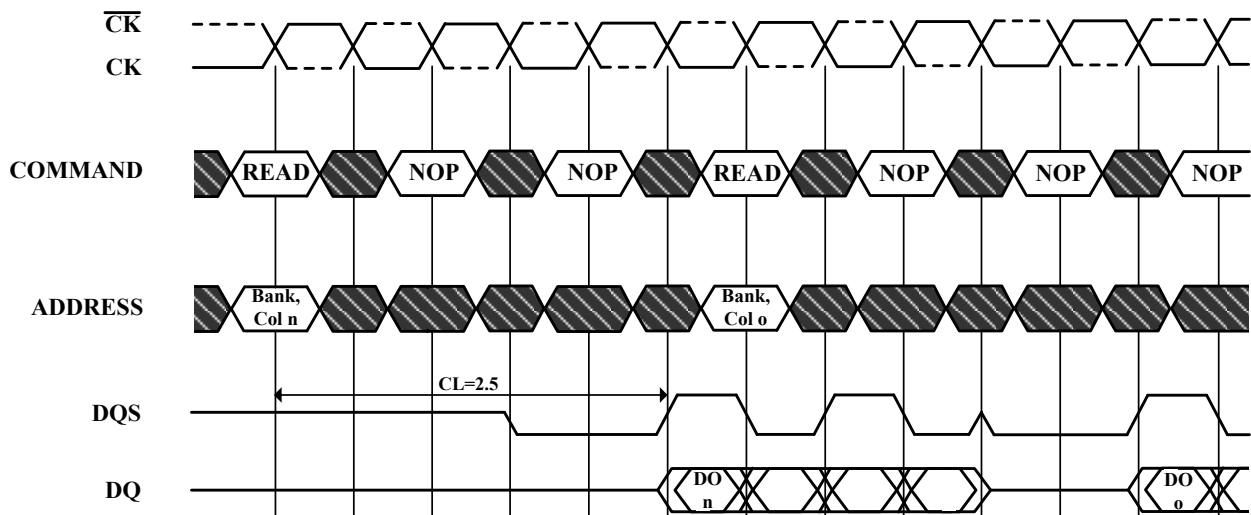 CK
CK
COMMAND READ NOP NOP READ NOP NOP NOP
ADDRESS Bank, Col n Bank, Col o
CL=2.5
DQS
DQ DO n DO o